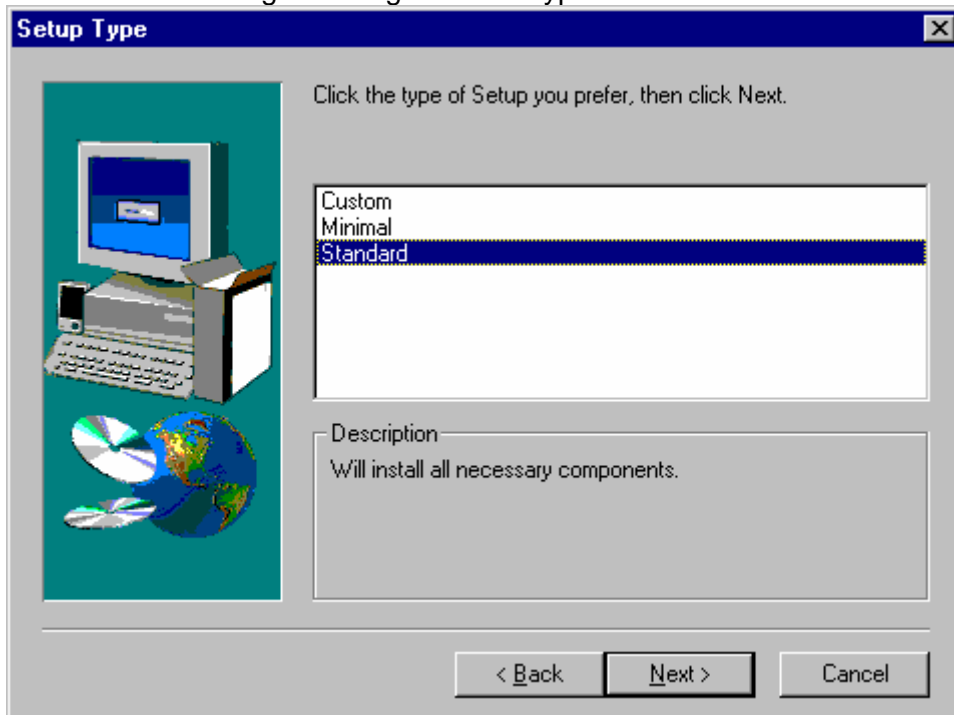 Setup Type
Click the type of Setup you prefer, then click Next.
Custom
Minimal
Standard
Description
Will install all necessary components.
< Back Next > Cancel